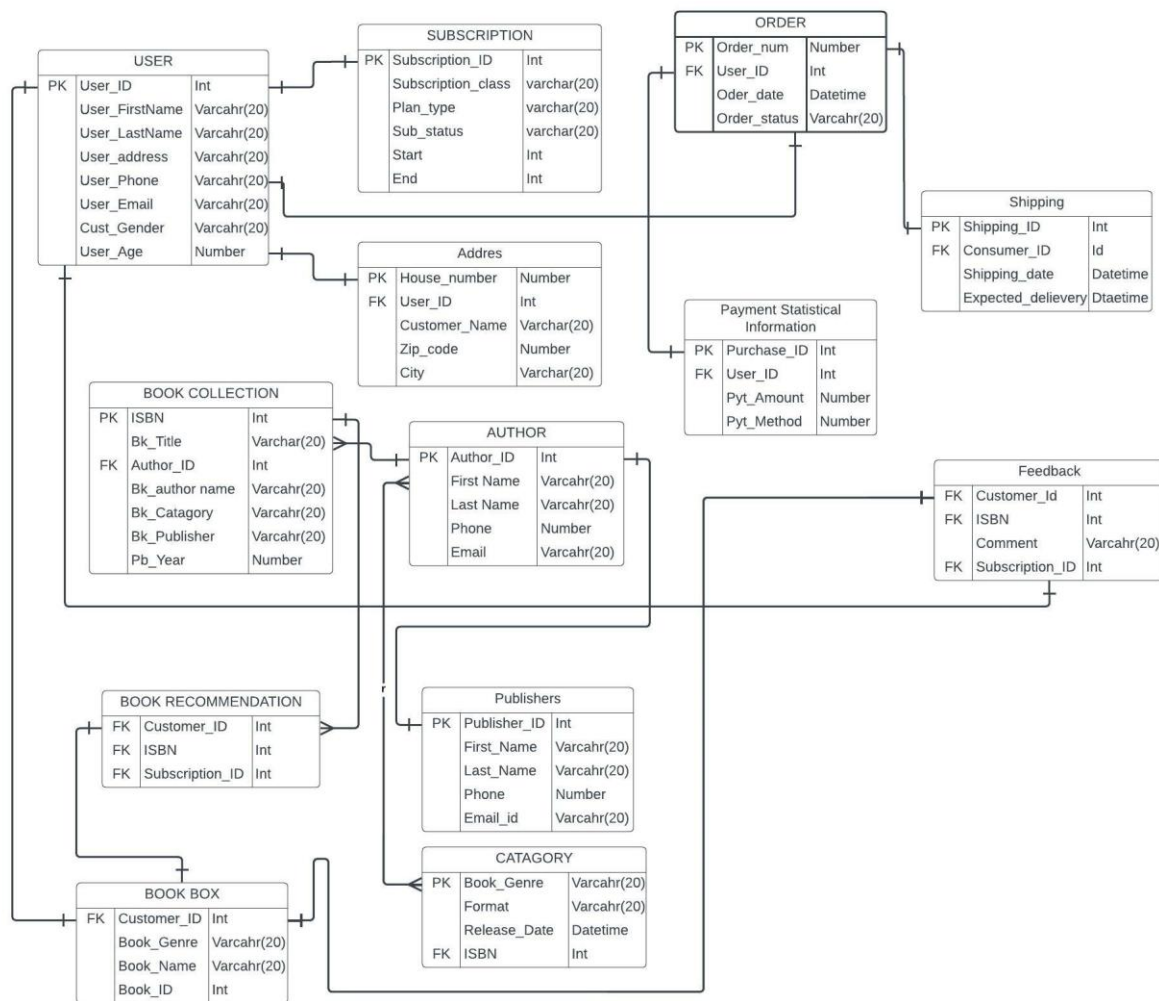 USER
PK User_ID Int
User_FirstName Varcahr(20)
User_LastName Varcahr(20)
User_address Varcahr(20)
User_Phone Varcahr(20)
User_Email Varcahr(20)
Cust_Gender Varcahr(20)
User_Age Number
SUBSCRIPTION
PK Subscription_ID Int
Subscription_class varchar(20)
Plan_type varchar(20)
Sub_status varchar(20)
Start Int
End Int
ORDER
PK Order_num Number
FK User_ID Int
Oder_date Datetime
Order_status Varcahr(20)
Shipping
PK Shipping_ID Int
FK Consumer_ID Id
Shipping_date Datetime
Expected_delievery Dtaetime
Addres
PK House_number Number
FK User_ID Int
Customer_Name Varchar(20)
Zip_code Number
City Varchar(20)
Payment Statistical
Information
PK Purchase_ID Int
FK User_ID Int
Pyt_Amount Number
Pyt_Method Number
BOOK COLLECTION
PK ISBN Int
Bk_Title Varchar(20)
FK Author_ID Int
Bk_author name Varcahr(20)
Bk_Catagory Varcahr(20)
Bk_Publisher Varcahr(20)
Pb_Year Number
AUTHOR
PK Author_ID Int
First Name Varcahr(20)
Last Name Varcahr(20)
Phone Number
Email Varcahr(20)
Feedback
FK Customer_Id Int
FK ISBN Int
Comment Varcahr(20)
FK Subscription_ID Int
r
BOOK RECOMMENDATION
FK Customer_ID Int
FK ISBN Int
FK Subscription_ID Int
Publishers
PK Publisher_ID Int
First_Name Varcahr(20)
Last_Name Varcahr(20)
Phone Number
Email_id Varcahr(20)
CATAGORY
PK Book_Genre Varcahr(20)
Format Varcahr(20)
Release_Date Datetime
FK ISBN Int
BOOK BOX
FK Customer_ID Int
Book_Genre Varcahr(20)
Book_Name Varcahr(20)
Book_ID Int